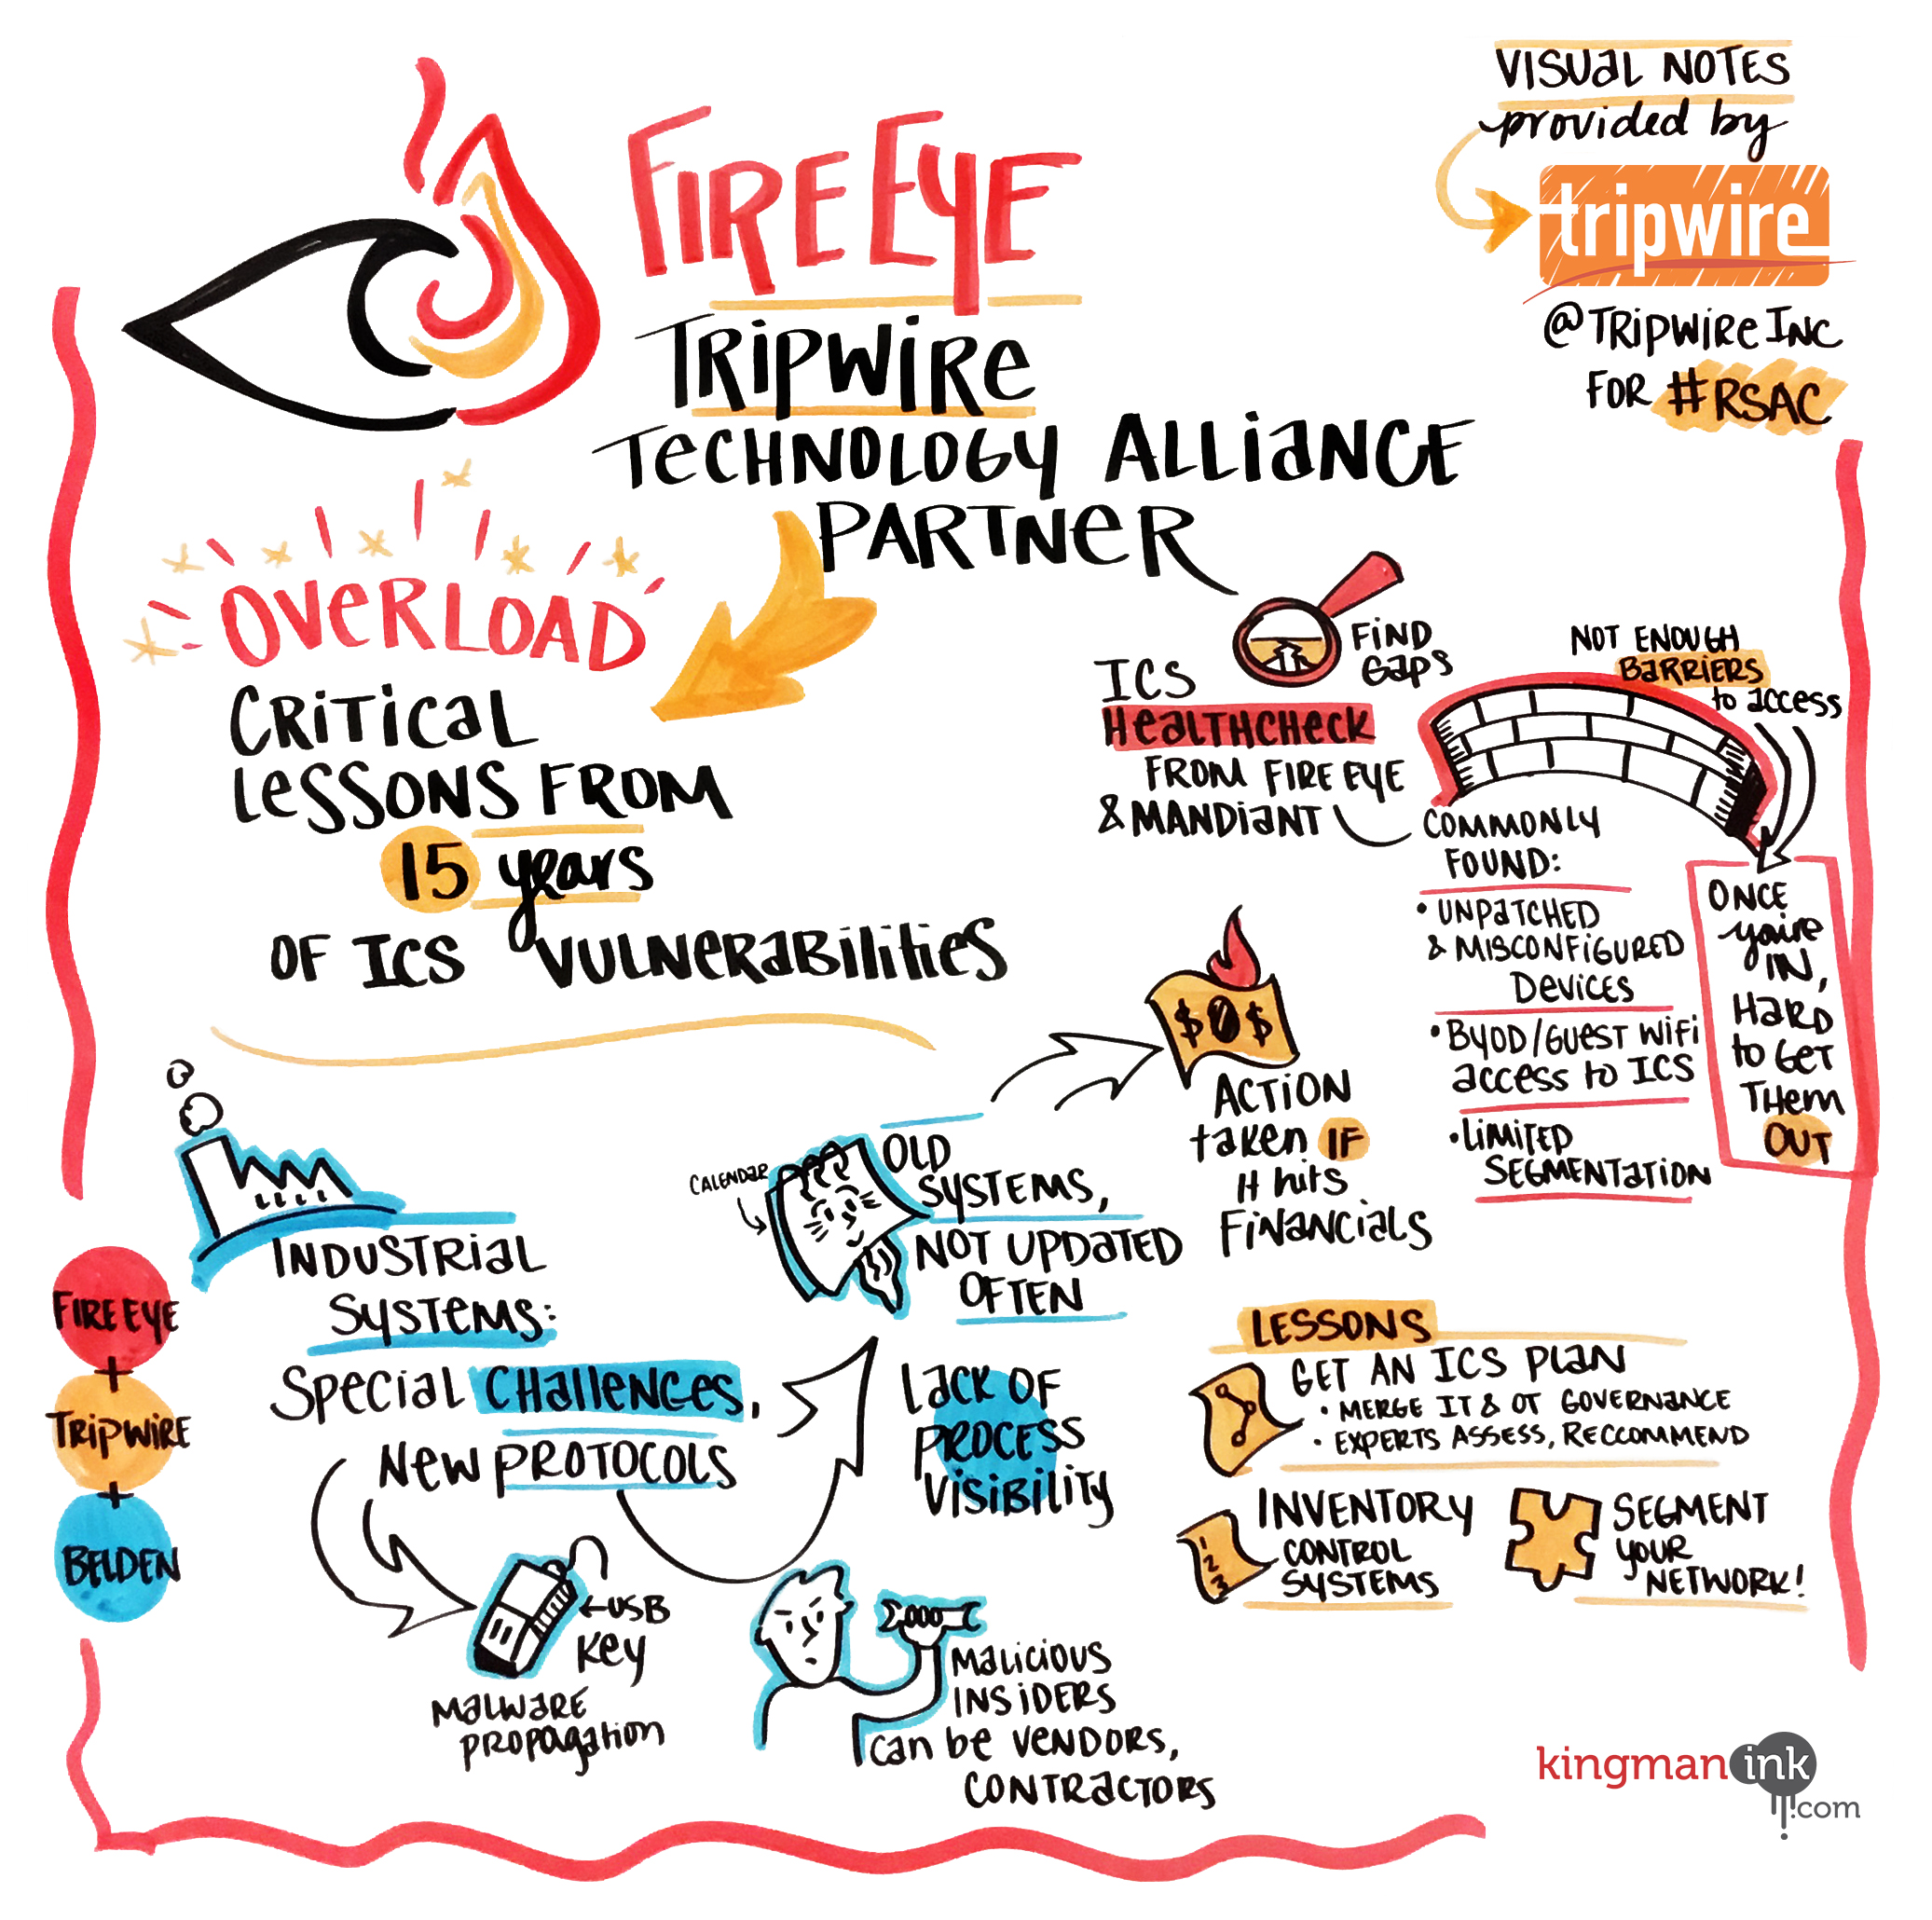 VISUAL NOTES
provided by
tripwire
@TRIPWIRE INC
FOR #RSAC
FIREEYE
TRIPWIRE
TECHNOLOGY ALLIANCE
PARTNER
OVERLOAD
CRITICAL
LESSONS FROM
15 years
OF ICS VULNERABILITIES
FIND
GAPS
ICS
HEALTHCHECK
FROM FIRE EYE
& MANDIANT
NOT ENOUGH
BARRIERS
to access
COMMONLY
FOUND:
• UNPATCHED
& MISCONFIGURED
DEVICES
• BYOD/GUEST WIFI
access to ICS
• LIMITED
SEGMENTATION
ONCE
you're
IN,
HARD
to GET
THEM
OUT
$ 0 $
ACTION
taken IF
it hits
FINANCIALS
CALENDAR
OLD
SYSTEMS,
NOT UPDATED
OFTEN
INDUSTRIAL
SYSTEMS:
SPECIAL CHALLENGES,
NEW PROTOCOLS
FIREEYE
+
TRIPWIRE
+
BELDEN
LACK OF
PROCESS
VISIBILITY
USB
KEY
MALWARE
PROPAGATION
MALICIOUS
INSIDERS
can be VENDORS,
CONTRACTORS
LESSONS
GET AN ICS PLAN
• MERGE IT & OT GOVERNANCE
• EXPERTS ASSESS, RECCOMMEND
1
2
3
INVENTORY
CONTROL
SYSTEMS
SEGMENT
YOUR
NETWORK!
kingmanink
.com